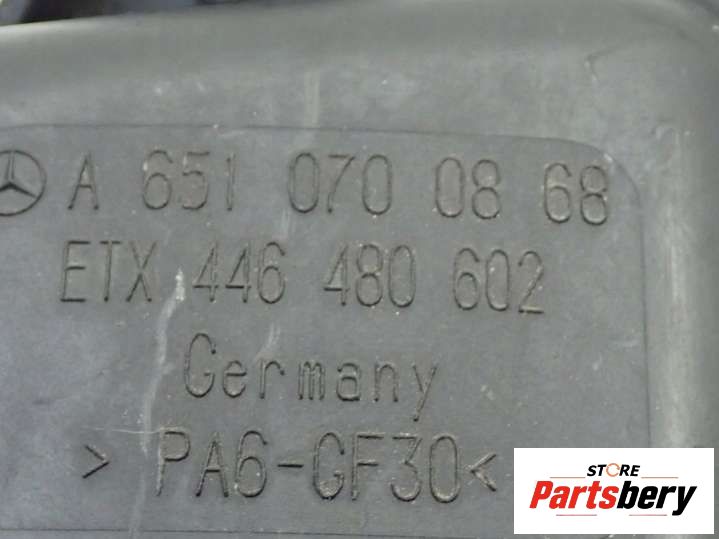 A 651 070 08 68
ETX 446 480 602
Germany
> PA6-GF30 <
STORE
Partsbery